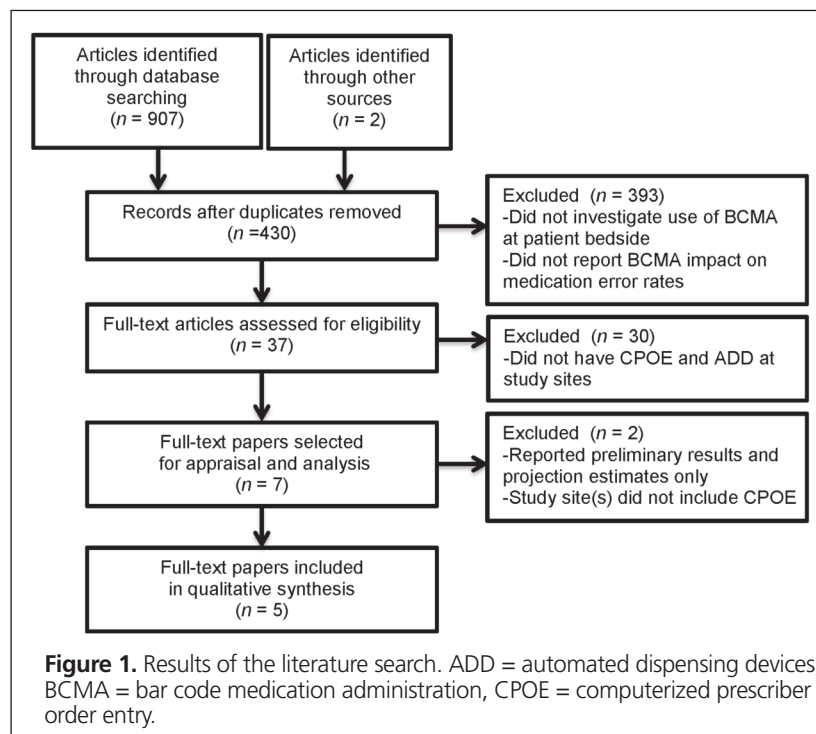 Articles identified
through database
searching
(n = 907)
Articles identified
through other
sources
(n = 2)
Records after duplicates removed
(n =430)
Excluded (n = 393)
-Did not investigate use of BCMA
at patient bedside
-Did not report BCMA impact on
medication error rates
Full-text articles assessed for eligibility
(n = 37)
Excluded (n = 30)
-Did not have CPOE and ADD at
study sites
Full-text papers selected
for appraisal and analysis
(n = 7)
Excluded (n = 2)
-Reported preliminary results and
projection estimates only
-Study site(s) did not include CPOE
Full-text papers included
in qualitative synthesis
(n = 5)
Figure 1. Results of the literature search. ADD = automated dispensing devices
BCMA = bar code medication administration, CPOE = computerized prescriber
order entry.